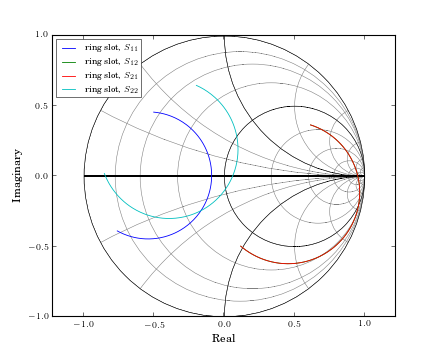 1.0
ring slot, S11
ring slot, S12
ring slot, S21
ring slot, S22
0.5
0.0
−0.5
−1.0
Imaginary
−1.0 −0.5 0.0 0.5 1.0
Real